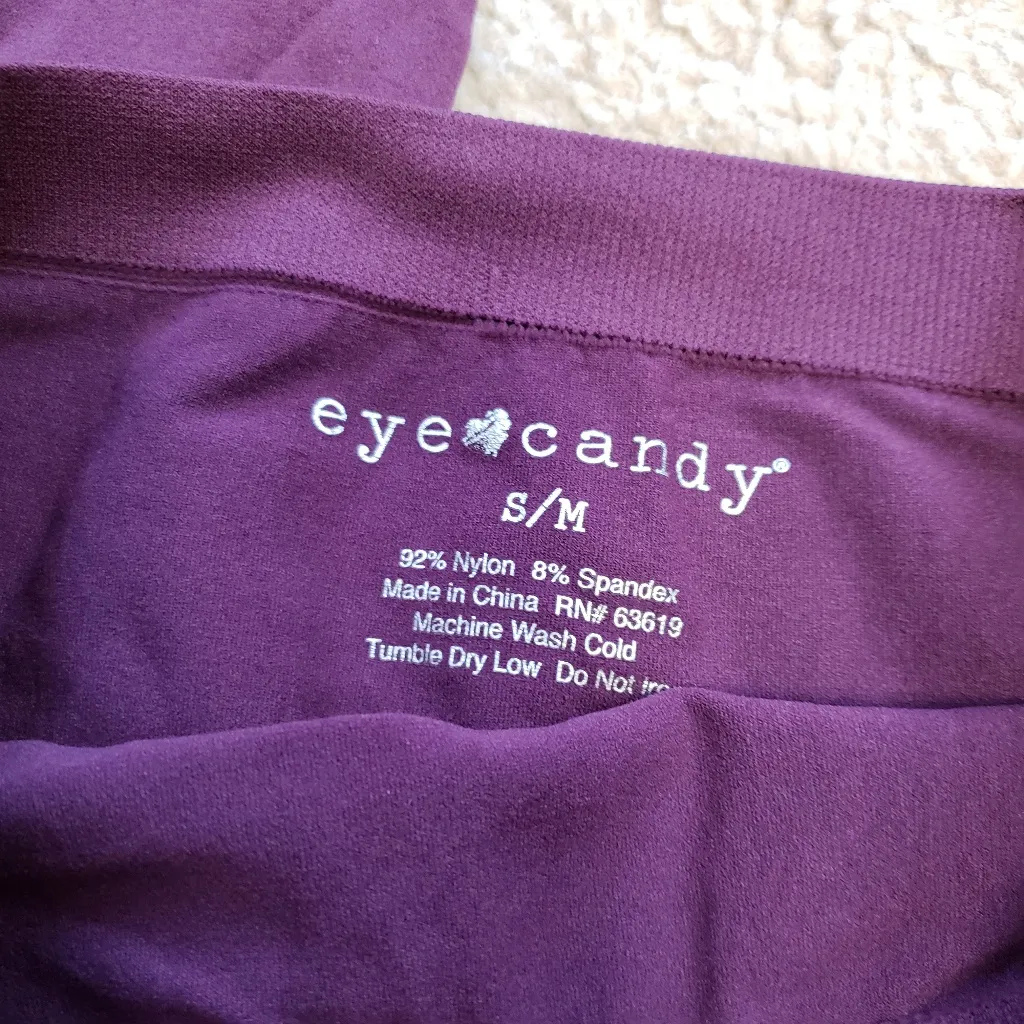 eye candy®
S/M
92% Nylon 8% Spandex
Made in China RN# 63619
Machine Wash Cold
Tumble Dry Low Do Not